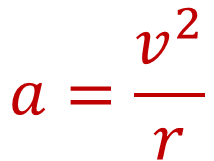 a = v²/r